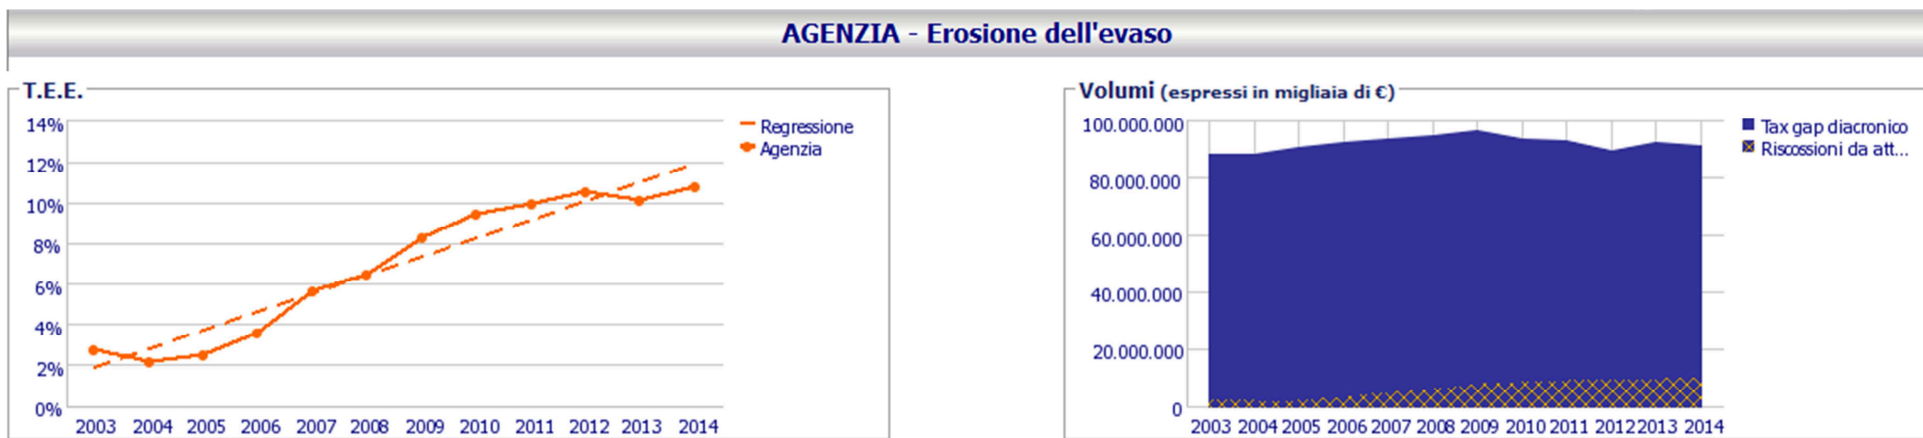 AGENZIA - Erosione dell'evaso
T.E.E.
14%
12%
10%
8%
6%
4%
2%
0%
2003 2004 2005 2006 2007 2008 2009 2010 2011 2012 2013 2014
Regressione
Agenzia
Volumi (espressi in migliaia di €)
100.000.000
80.000.000
60.000.000
40.000.000
20.000.000
0
2003 2004 2005 2006 2007 2008 2009 2010 2011 2012 2013 2014
Tax gap diacronico
Riscossioni da att...